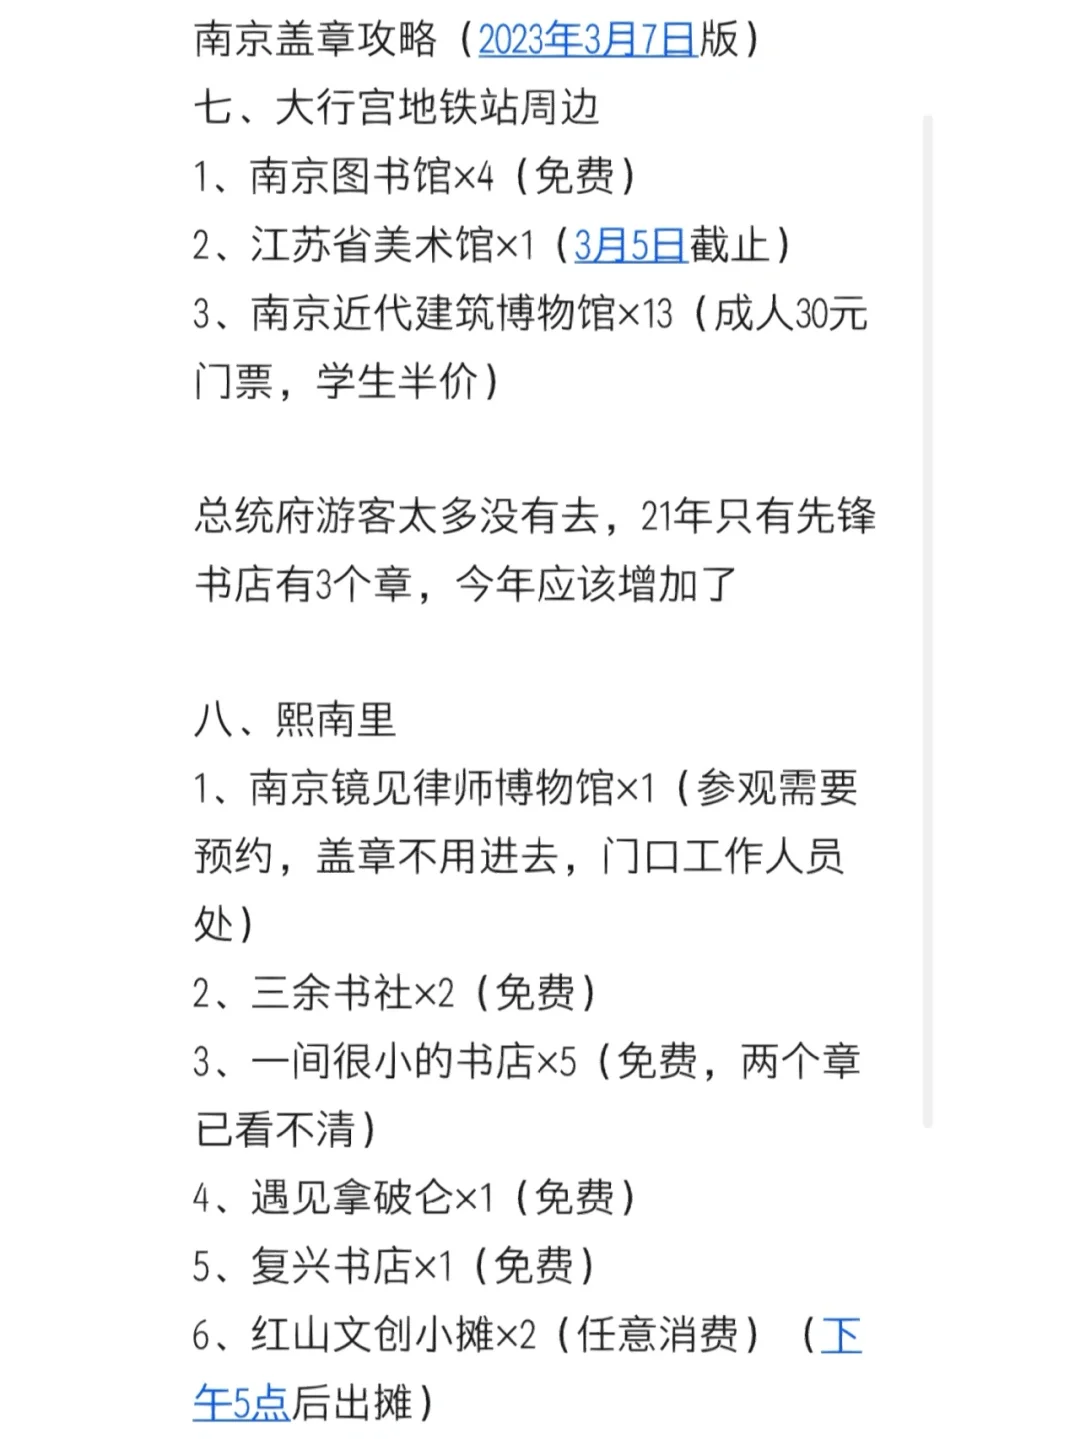 南京盖章攻略（2023年3月7日版）
七、大行宫地铁站周边
1、南京图书馆×4（免费）
2、江苏省美术馆×1（3月5日截止）
3、南京近代建筑博物馆×13（成人30元
门票，学生半价）
总统府游客太多没有去，21年只有先锋
书店有3个章，今年应该增加了
八、熙南里
1、南京镜见律师博物馆×1（参观需要
预约，盖章不用进去，门口工作人员
处）
2、三余书社×2（免费）
3、一间很小的书店×5（免费，两个章
已看不清）
4、遇见拿破仑×1（免费）
5、复兴书店×1（免费）
6、红山文创小摊×2（任意消费）（下
午5点后出摊）